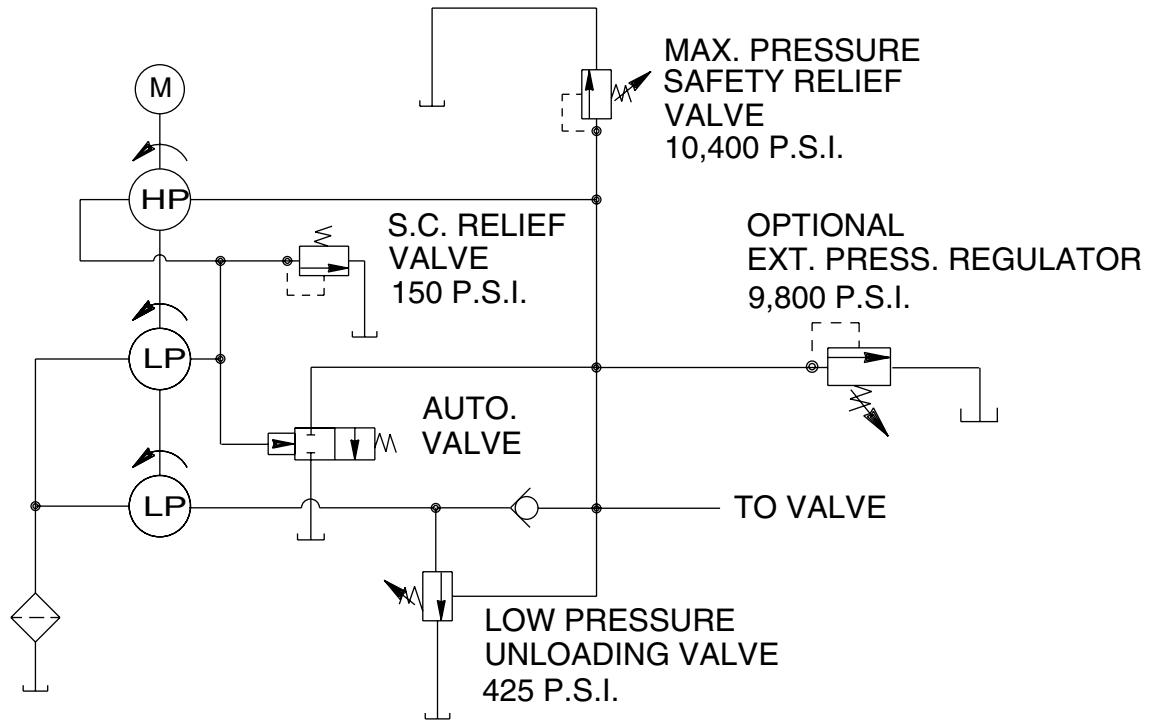 MAX. PRESSURE
SAFETY RELIEF
VALVE
10,400 P.S.I.
M
HP
S.C. RELIEF
VALVE
150 P.S.I.
OPTIONAL
EXT. PRESS. REGULATOR
9,800 P.S.I.
LP
AUTO.
VALVE
LP
TO VALVE
LOW PRESSURE
UNLOADING VALVE
425 P.S.I.